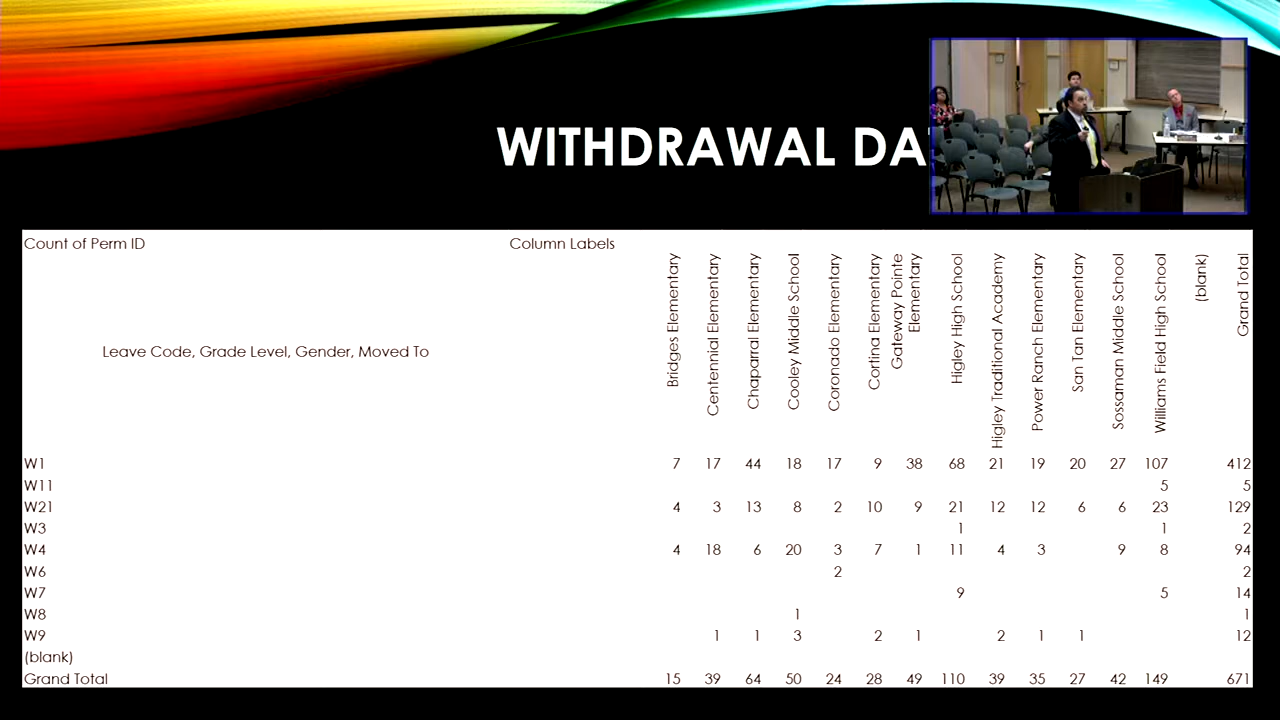 WITHDRAWAL DA
Count of Perm ID Column Labels
Leave Code, Grade Level, Gender, Moved To
Bridges Elementary
Centennial Elementary
Chaparral Elementary
Cooley Middle School
Coronado Elementary
Cortina Elementary
Gateway Pointe
Elementary
Higley High School
Higley Traditional Academy
Power Ranch Elementary
San Tan Elementary
Sossaman Middle School
Williams Field High School
(blank)
Grand Total
W1 7 17 44 18 17 9 38 68 21 19 20 27 107 412
W11 5 5
W21 4 3 13 8 2 10 9 21 12 12 6 6 23 129
W3 1 1 2
W4 4 18 6 20 3 7 1 11 4 3 9 8 94
W6 2 2
W7 9 5 14
W8 1 1
W9 1 1 3 2 1 2 1 1 12
(blank)
Grand Total 15 39 64 50 24 28 49 110 39 35 27 42 149 671